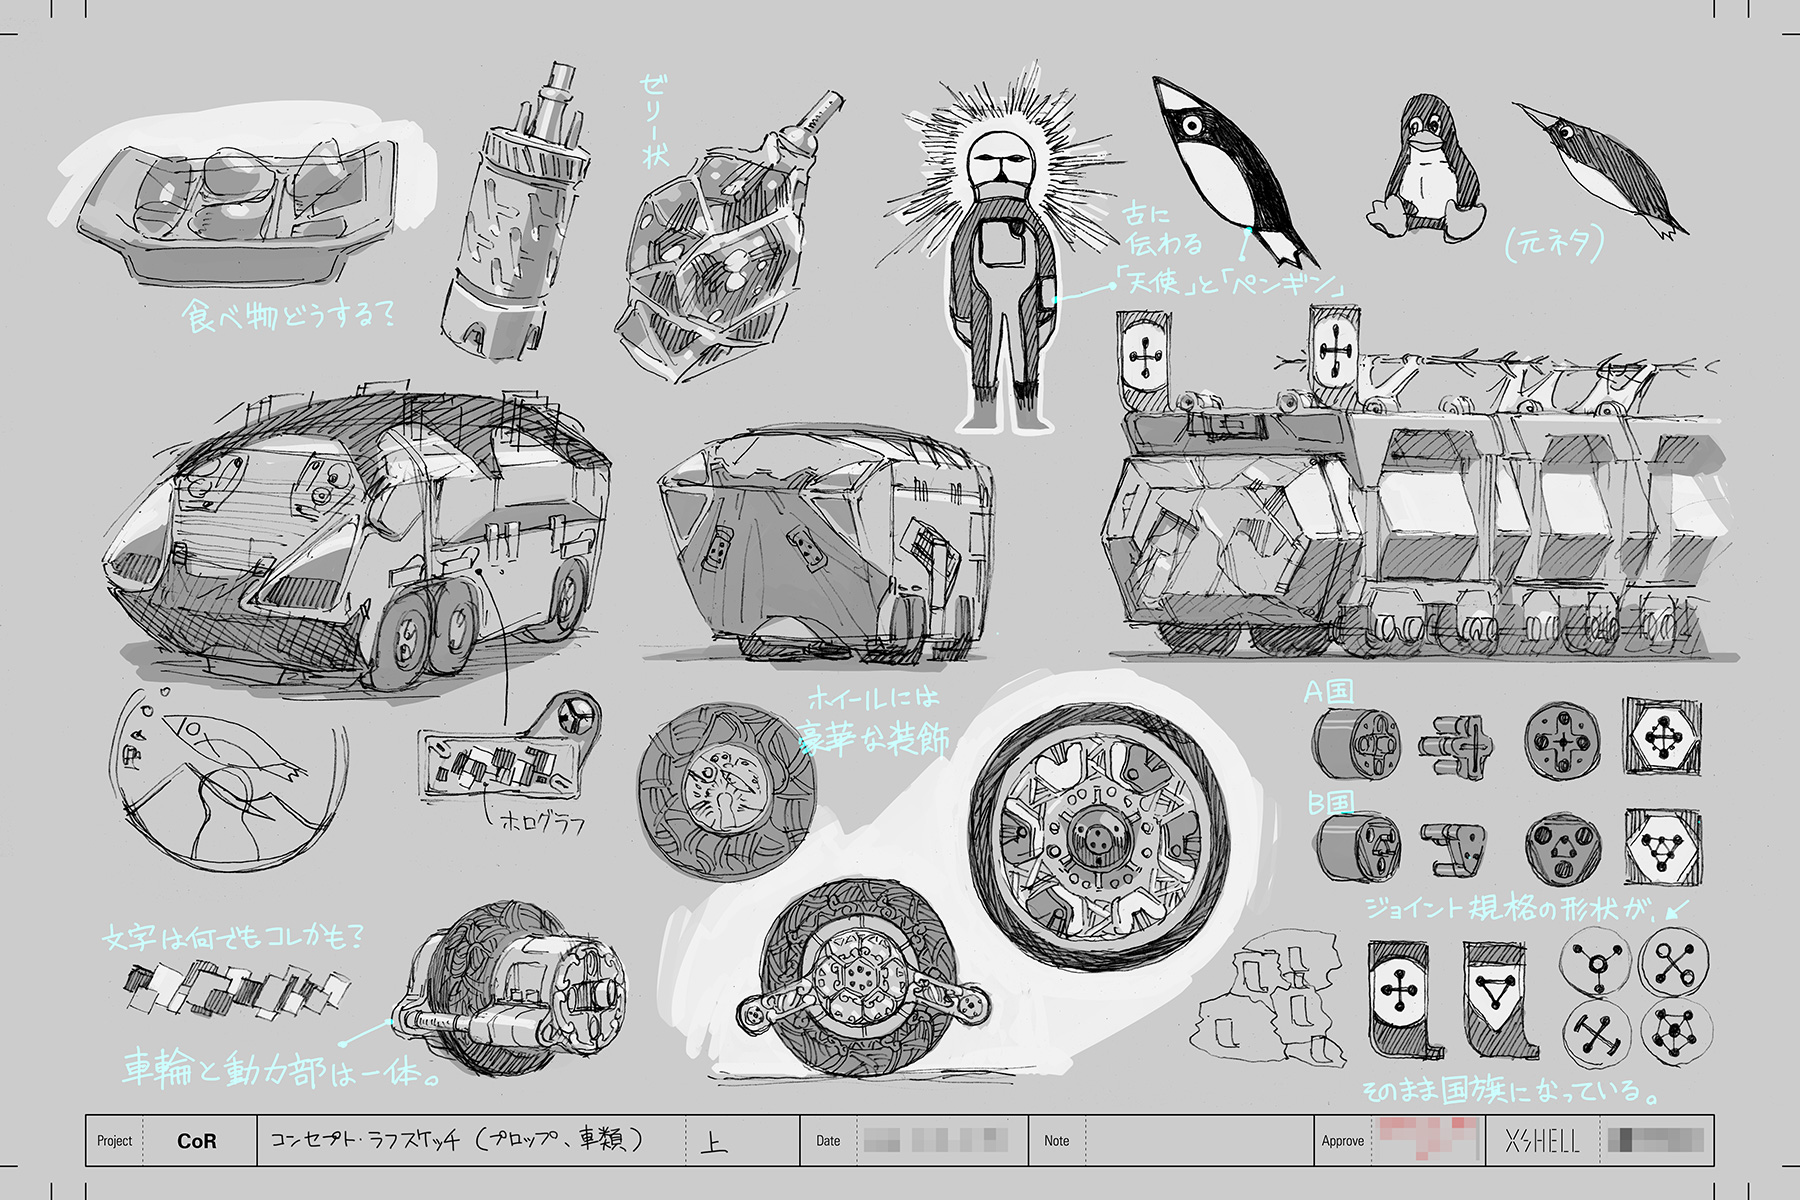 ゼリー状
食べ物どうする？
古に
伝わる
「天使」と「ペンギン」
（元ネタ）
ホログラフ
ホイールには
豪華な装飾
A国
B国
ジョイント規格の形状が、
そのまま国旗になっている。
文字は何でもコレかも？
車輪と動力部は一体。
Project
CoR
コンセプト・ラフスケッチ（プロップ、車類）
上
Date
Note
Approve
XSHELL